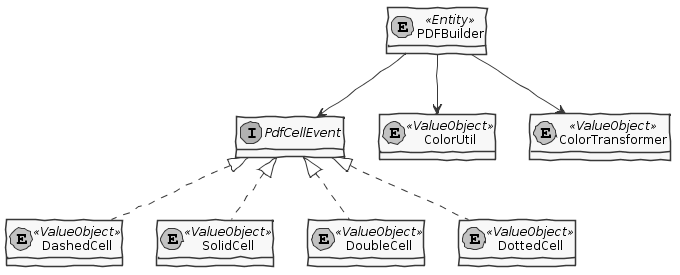 E «Entity»
PDFBuilder
I PdfCellEvent
E «ValueObject»
ColorUtil
E «ValueObject»
ColorTransformer
E «ValueObject»
DashedCell
E «ValueObject»
SolidCell
E «ValueObject»
DoubleCell
E «ValueObject»
DottedCell